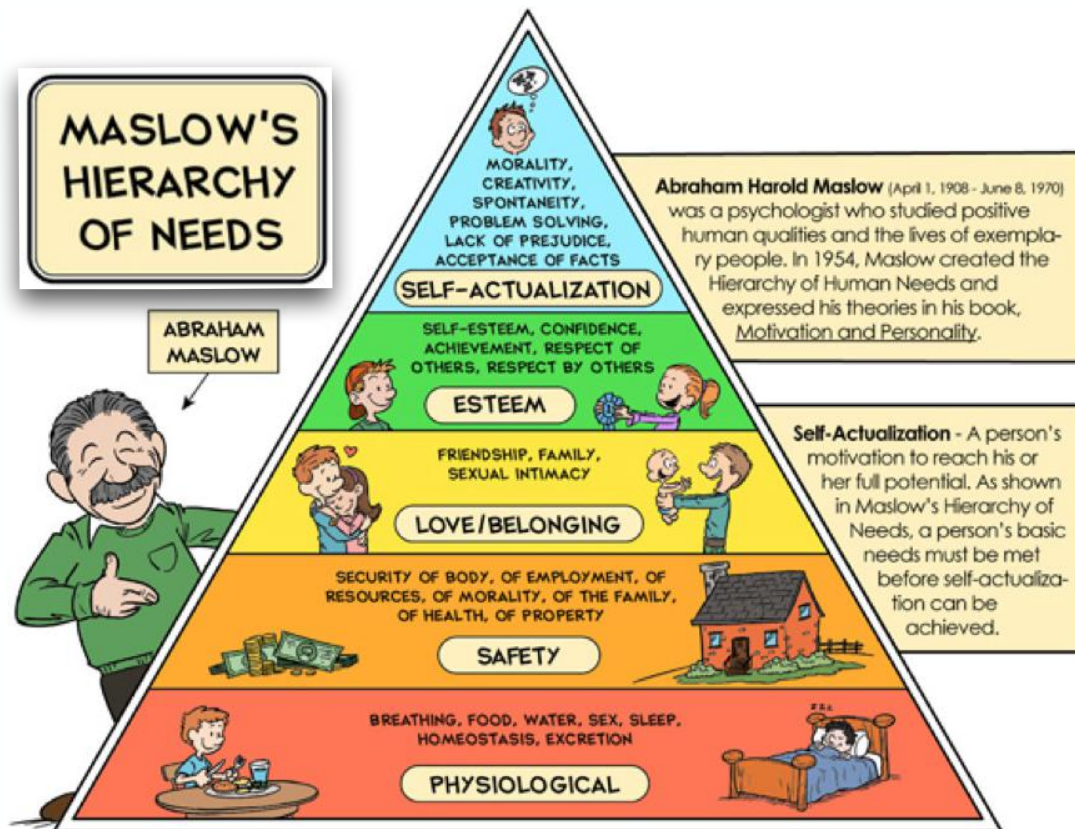 MASLOW'S
HIERARCHY
OF NEEDS
ABRAHAM
MASLOW
MORALITY,
CREATIVITY,
SPONTANEITY,
PROBLEM SOLVING,
LACK OF PREJUDICE,
ACCEPTANCE OF FACTS
SELF-ACTUALIZATION
SELF-ESTEEM, CONFIDENCE,
ACHIEVEMENT, RESPECT OF
OTHERS, RESPECT BY OTHERS
ESTEEM
FRIENDSHIP, FAMILY,
SEXUAL INTIMACY
LOVE/BELONGING
SECURITY OF BODY, OF EMPLOYMENT, OF
RESOURCES, OF MORALITY, OF THE FAMILY,
OF HEALTH, OF PROPERTY
SAFETY
BREATHING, FOOD, WATER, SEX, SLEEP,
HOMEOSTASIS, EXCRETION
zzz
PHYSIOLOGICAL
Abraham Harold Maslow (April 1, 1908 - June 8, 1970)
was a psychologist who studied positive
human qualities and the lives of exempla-
ry people. In 1954, Maslow created the
Hierarchy of Human Needs and
expressed his theories in his book,
Motivation and Personality.
Self-Actualization - A person's
motivation to reach his or
her full potential. As shown
in Maslow's Hierarchy of
Needs, a person's basic
needs must be met
before self-actualiza-
tion can be
achieved.